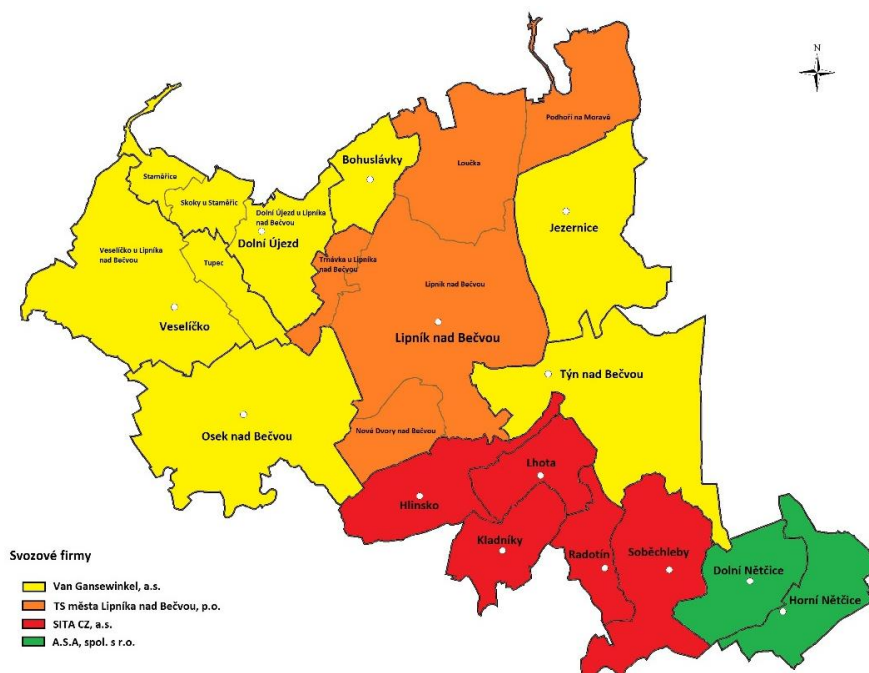 N
Podhoří na Moravě
Bohuslávky
Loučka
Staměřice
Skoky u Staměřic
Dolní Újezd u Lipníka
nad Bečvou
Dolní Újezd
Jezernice
Veselíčko u Lipníka
nad Bečvou
Tupec
Trnávka u Lipníka
nad Bečvou
Lipník nad Bečvou
Veselíčko
Lipník nad Bečvou
Týn nad Bečvou
Osek nad Bečvou
Nové Dvory nad Bečvou
Lhota
Hlinsko
Kladníky
Radotín
Soběchleby
Dolní Nětčice
Horní Nětčice
Svozové firmy
Van Gansewinkel, a.s.
TS města Lipníka nad Bečvou, p.o.
SITA CZ, a.s.
A.S.A, spol. s r.o.